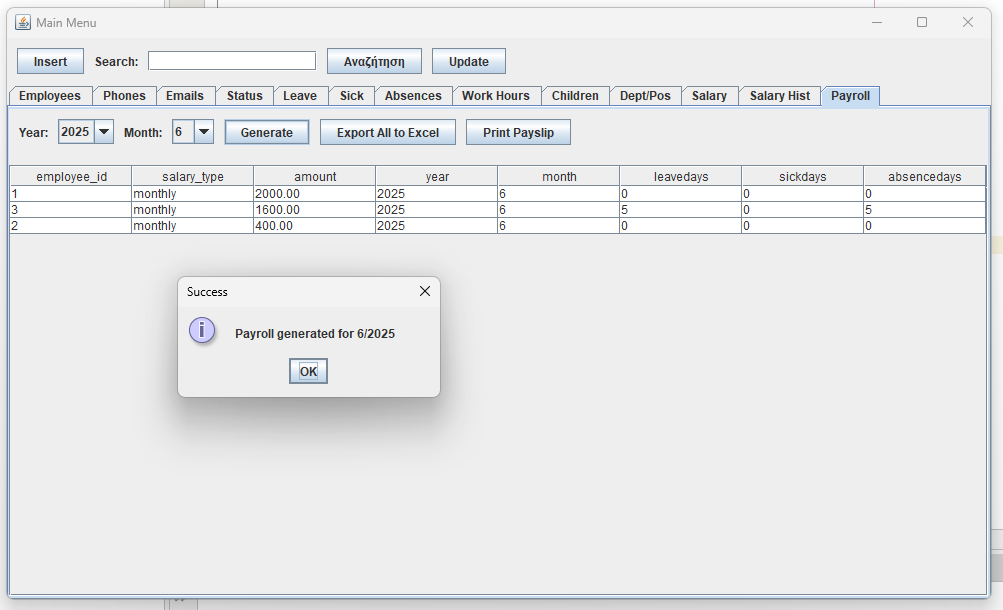 Main Menu
Insert Search: Αναζήτηση Update
Employees Phones Emails Status Leave Sick Absences Work Hours Children Dept/Pos Salary Salary Hist Payroll
Year: 2025 Month: 6 Generate Export All to Excel Print Payslip
employee_id salary_type amount year month leavedays sickdays absencedays
1 monthly 2000.00 2025 6 0 0 0
3 monthly 1600.00 2025 6 5 0 5
2 monthly 400.00 2025 6 0 0 0
Success
Payroll generated for 6/2025
OK